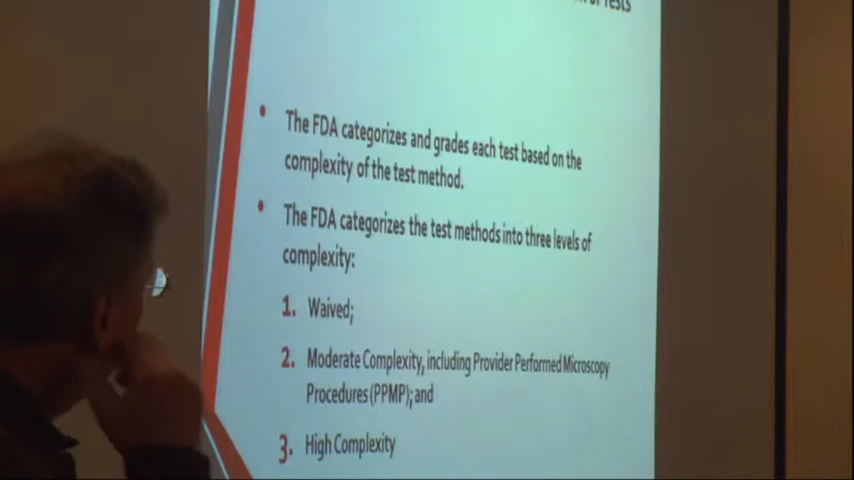 Tests
• The FDA categorizes and grades each test based on the
complexity of the test method.
• The FDA categorizes the test methods into three levels of
complexity:
1. Waived;
2. Moderate Complexity, including Provider Performed Microscopy
Procedures (PPMP); and
3. High Complexity